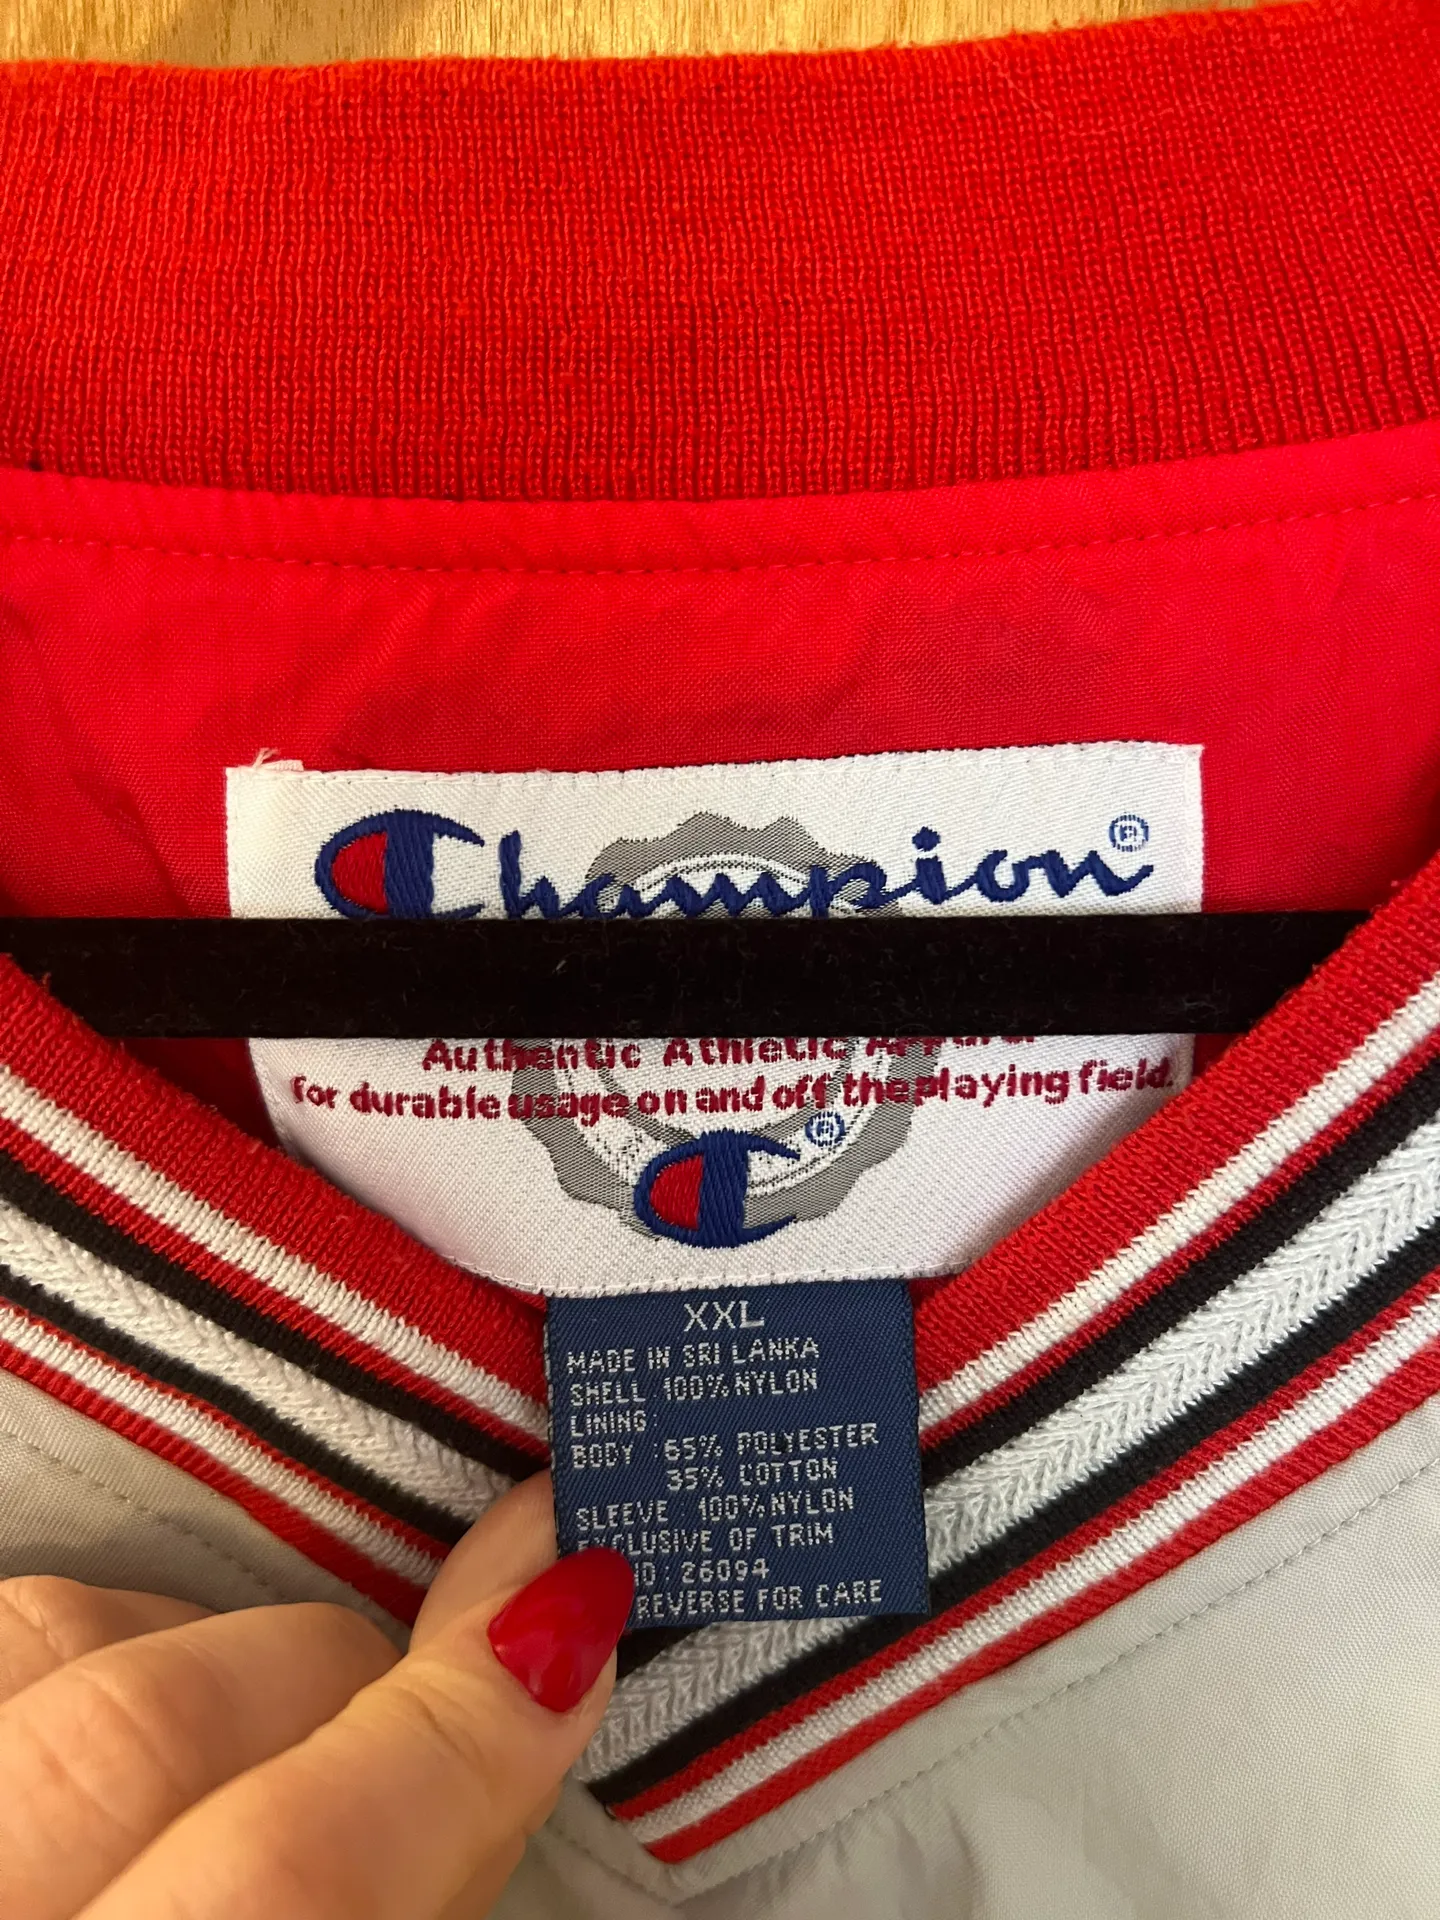 Champion ®
Authentic Athletic Apparel
for durable usage on and off the playing field.
®
XXL
MADE IN SRI LANKA
SHELL 100% NYLON
LINING:
BODY : 65% POLYESTER
35% COTTON
SLEEVE : 100% NYLON
EXCLUSIVE OF TRIM
: 26094
REVERSE FOR CARE